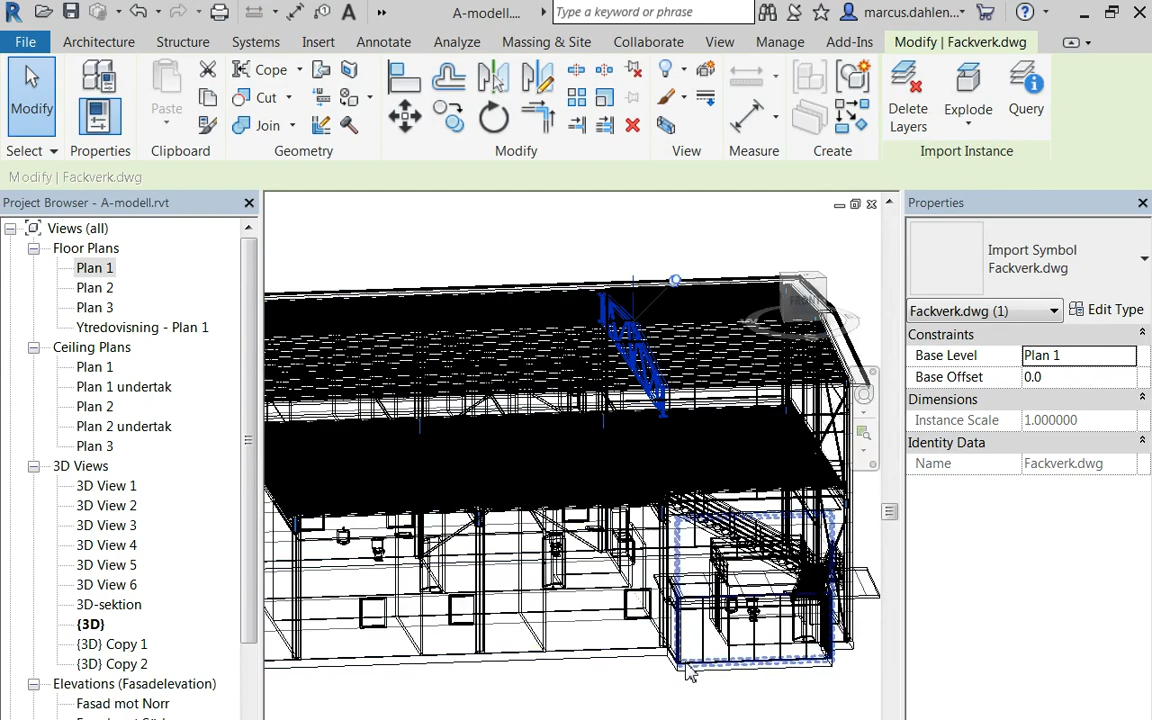 A-modell....
Type a keyword or phrase
marcus.dahlen...
File Architecture Structure Systems Insert Annotate Analyze Massing & Site Collaborate View Manage Add-Ins Modify | Fackverk.dwg
Modify
Paste
Cope
Cut
Join
Delete Layers
Explode
Query
Select Properties Clipboard Geometry Modify View Measure Create Import Instance
Modify | Fackverk.dwg
Project Browser - A-modell.rvt
Views (all)
Floor Plans
Plan 1
Plan 2
Plan 3
Ytredovisning - Plan 1
Ceiling Plans
Plan 1
Plan 1 undertak
Plan 2
Plan 2 undertak
Plan 3
3D Views
3D View 1
3D View 2
3D View 3
3D View 4
3D View 5
3D View 6
3D-sektion
{3D}
{3D} Copy 1
{3D} Copy 2
Elevations (Fasadelevation)
Fasad mot Norr
FRONT
Properties
Import Symbol
Fackverk.dwg
Fackverk.dwg (1) Edit Type
Constraints
Base Level Plan 1
Base Offset 0.0
Dimensions
Instance Scale 1.000000
Identity Data
Name Fackverk.dwg